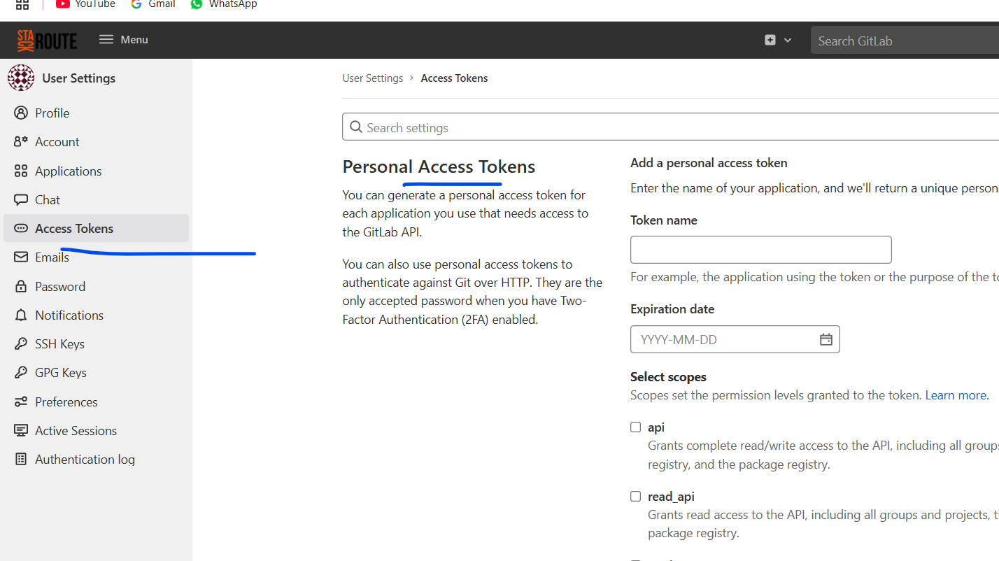 YouTube
Gmail
WhatsApp
STACK ROUTE
Menu
Search GitLab
User Settings
Profile
Account
Applications
Chat
Access Tokens
Emails
Password
Notifications
SSH Keys
GPG Keys
Preferences
Active Sessions
Authentication log
User Settings > Access Tokens
Search settings
Personal Access Tokens
You can generate a personal access token for
each application you use that needs access to
the GitLab API.
You can also use personal access tokens to
authenticate against Git over HTTP. They are the
only accepted password when you have Two-
Factor Authentication (2FA) enabled.
Add a personal access token
Enter the name of your application, and we'll return a unique person
Token name
For example, the application using the token or the purpose of the
Expiration date
YYYY-MM-DD
Select scopes
Scopes set the permission levels granted to the token. Learn more.
api
Grants complete read/write access to the API, including all groups
registry, and the package registry.
read_api
Grants read access to the API, including all groups and projects,
package registry.